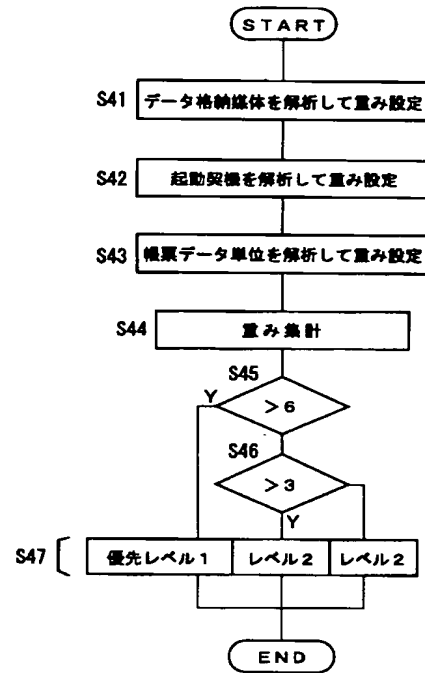 START
S41 データ格納媒体を解析して重み設定
S42 起動契機を解析して重み設定
S43 帳票データ単位を解析して重み設定
S44 重み集計
S45
Y >6
S46
>3
Y
S47 優先レベル1 レベル2 レベル2
END